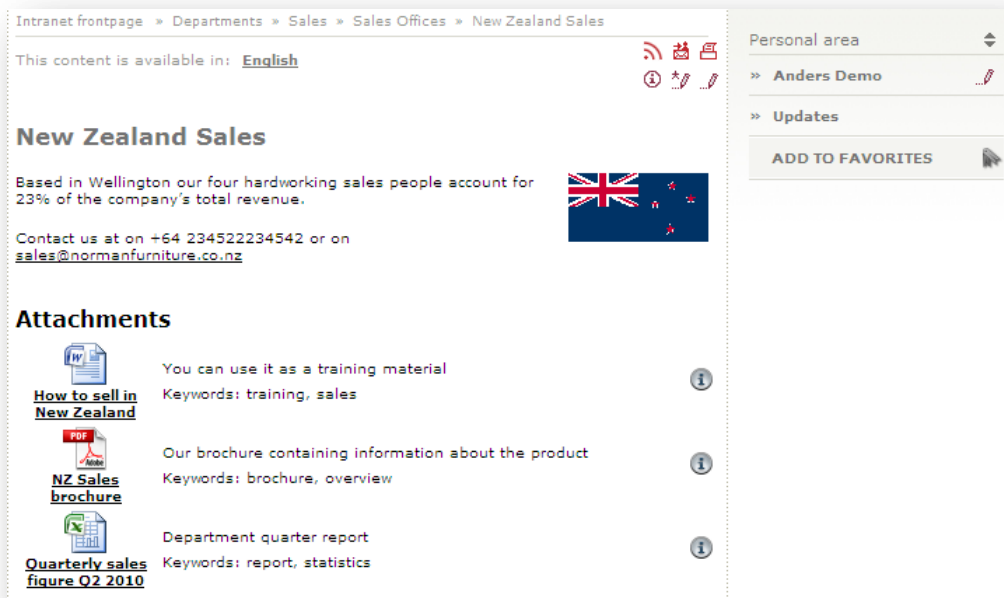 Intranet frontpage » Departments » Sales » Sales Offices » New Zealand Sales
This content is available in: English
New Zealand Sales
Based in Wellington our four hardworking sales people account for
23% of the company's total revenue.
Contact us at on +64 234522234542 or on
sales@normanfurniture.co.nz
Attachments
How to sell in
New Zealand
You can use it as a training material
Keywords: training, sales
PDF
Adobe
NZ Sales
brochure
Our brochure containing information about the product
Keywords: brochure, overview
Quarterly sales
figure Q2 2010
Department quarter report
Keywords: report, statistics
Personal area
» Anders Demo
» Updates
ADD TO FAVORITES